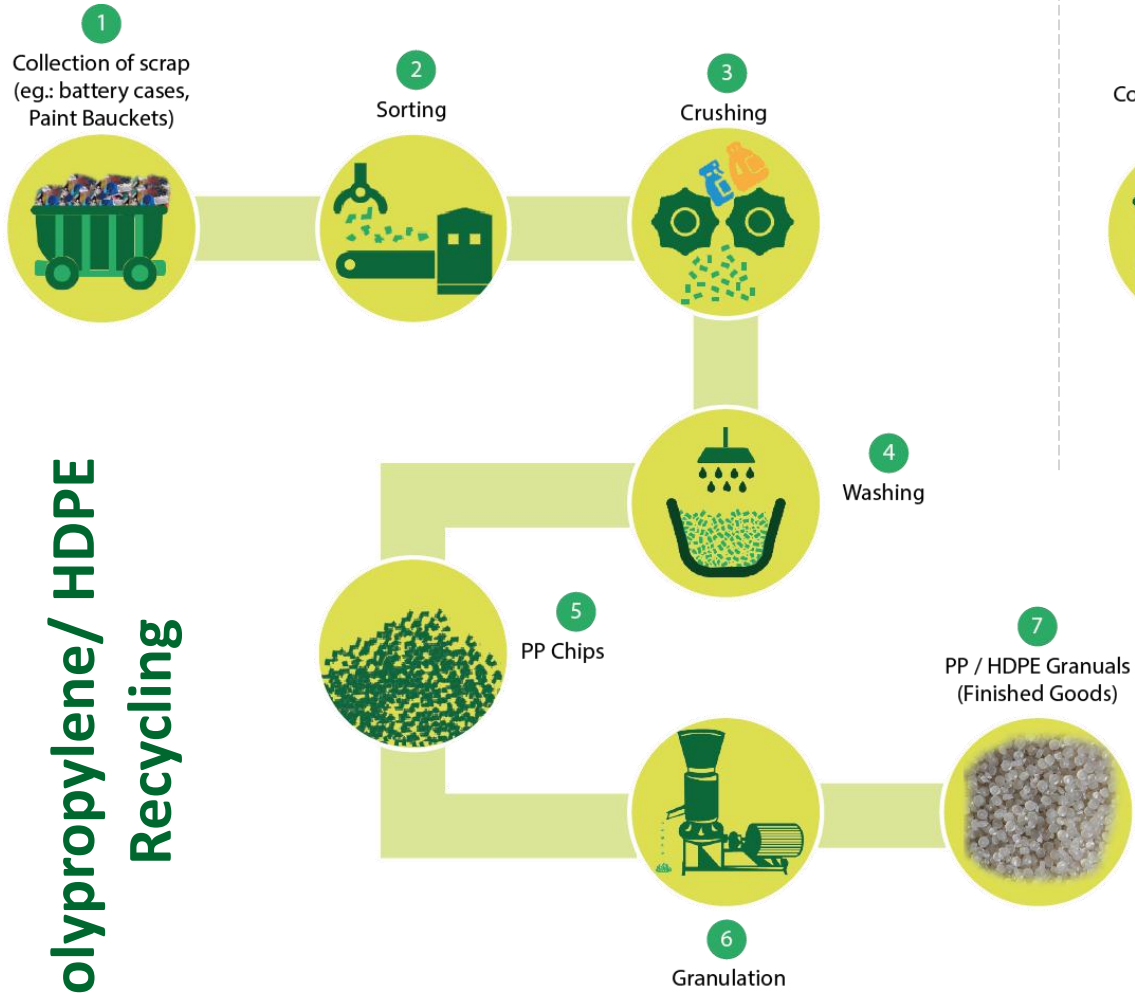 1
Collection of scrap
(eg.: battery cases,
Paint Bauckets)
2
Sorting
3
Crushing
Co
4
Washing
5
PP Chips
6
Granulation
7
PP / HDPE Granuals
(Finished Goods)
olypropylene/ HDPE
Recycling